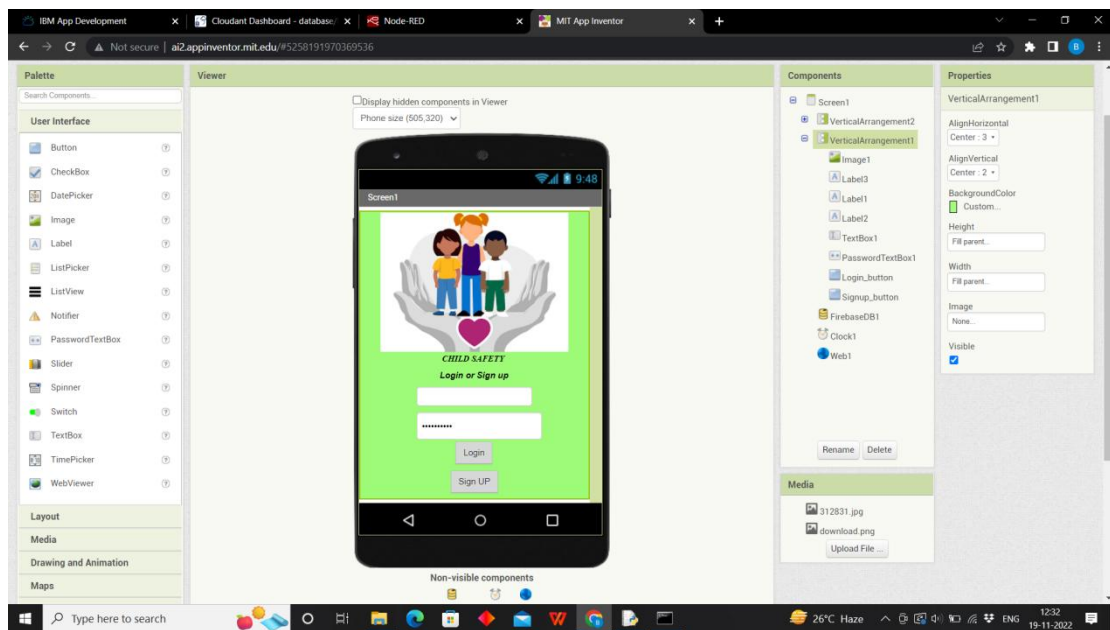 IBM App Development
Cloudant Dashboard - database/
Node-RED
MIT App Inventor
Not secure | ai2.appinventor.mit.edu/#5258191970369536
B
Palette
Search Components...
User Interface
Button
CheckBox
DatePicker
Image
Label
ListPicker
ListView
Notifier
PasswordTextBox
Slider
Spinner
Switch
TextBox
TimePicker
WebViewer
Layout
Media
Drawing and Animation
Maps
Viewer
Display hidden components in Viewer
Phone size (505,320)
9:48
Screen1
CHILD SAFETY
Login or Sign up
••••••••••
Login
Sign UP
Non-visible components
Components
Screen1
VerticalArrangement2
VerticalArrangement1
Image1
Label3
Label1
Label2
TextBox1
PasswordTextBox1
Login_button
Signup_button
FirebaseDB1
Clock1
Web1
Rename Delete
Media
312831.jpg
download.png
Upload File ...
Properties
VerticalArrangement1
AlignHorizontal
Center : 3
AlignVertical
Center : 2
BackgroundColor
Custom...
Height
Fill parent...
Width
Fill parent...
Image
None...
Visible
Type here to search
26°C Haze
ENG
12:32
19-11-2022